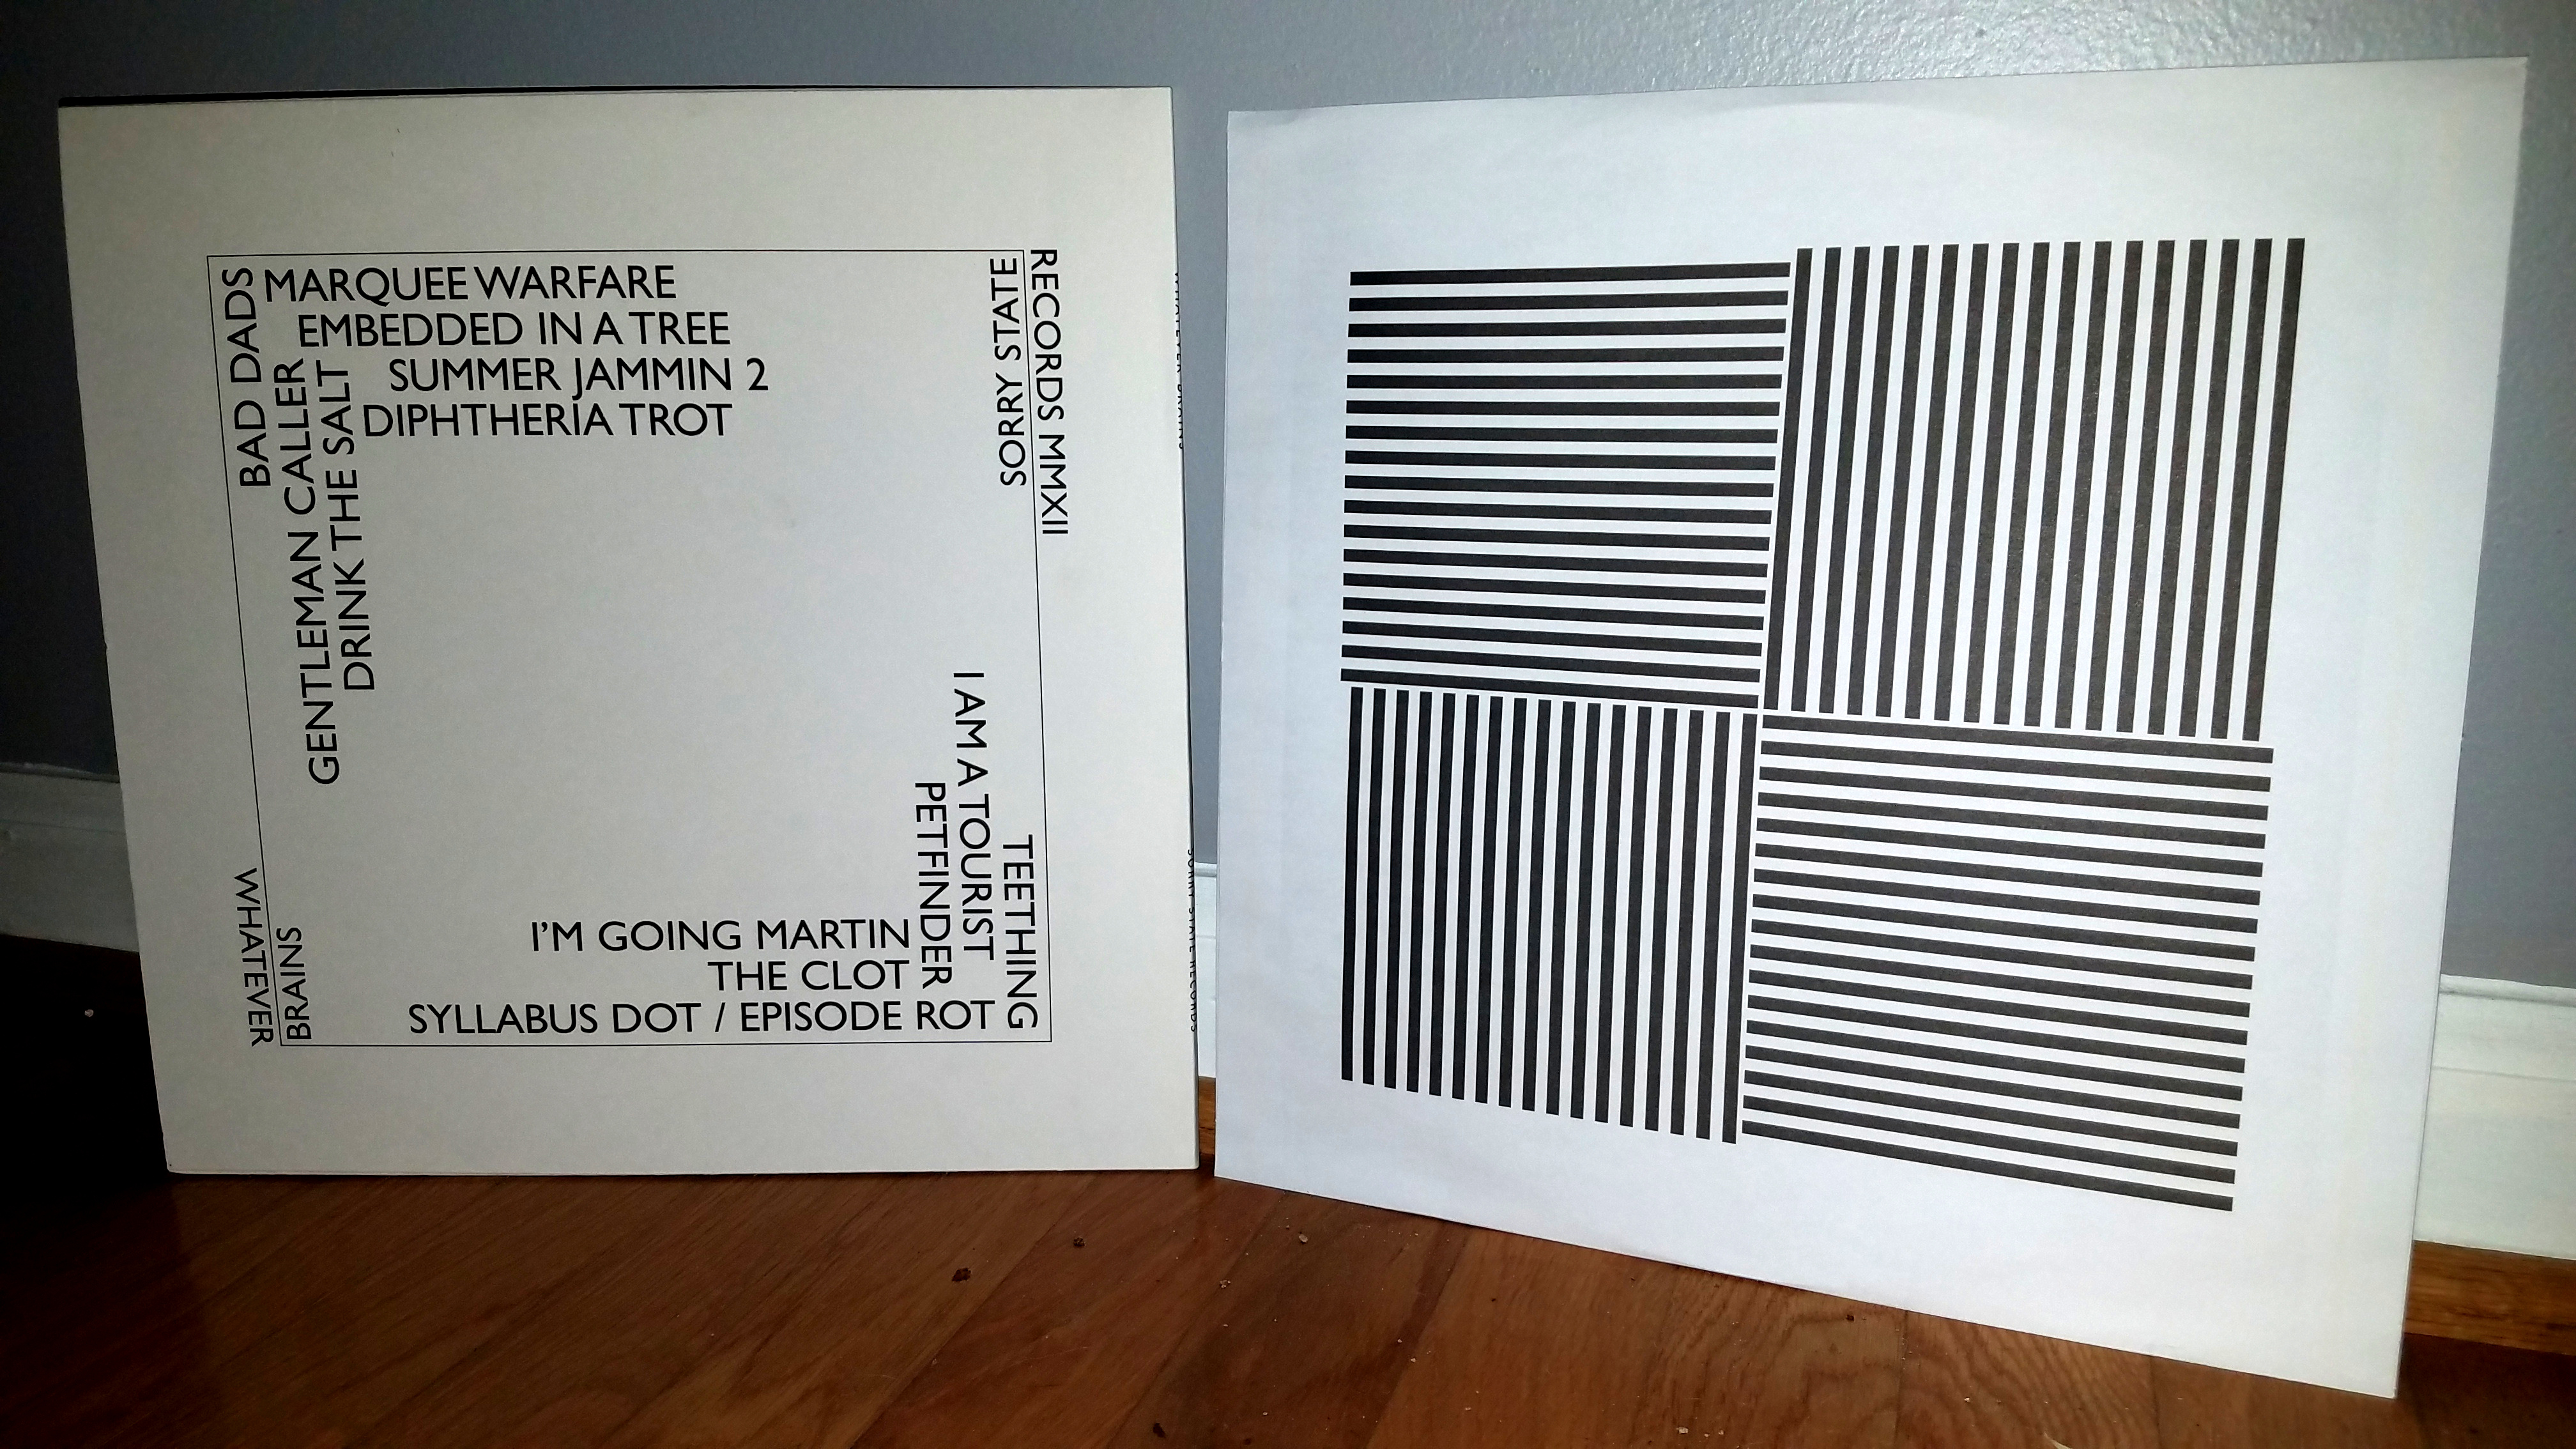 MARQUEE WARFARE
EMBEDDED IN A TREE
SUMMER JAMMIN 2
DIPHTHERIA TROT
BAD DADS
GENTLEMAN CALLER
DRINK THE SALT
RECORDS MMXII
SORRY STATE
I AM A TOURIST
PETFINDER
TEETHING
I'M GOING MARTIN
THE CLOT
SYLLABUS DOT / EPISODE ROT
WHATEVER
BRAINS
WHATEVER BRAINS
SORRY STATE RECORDS